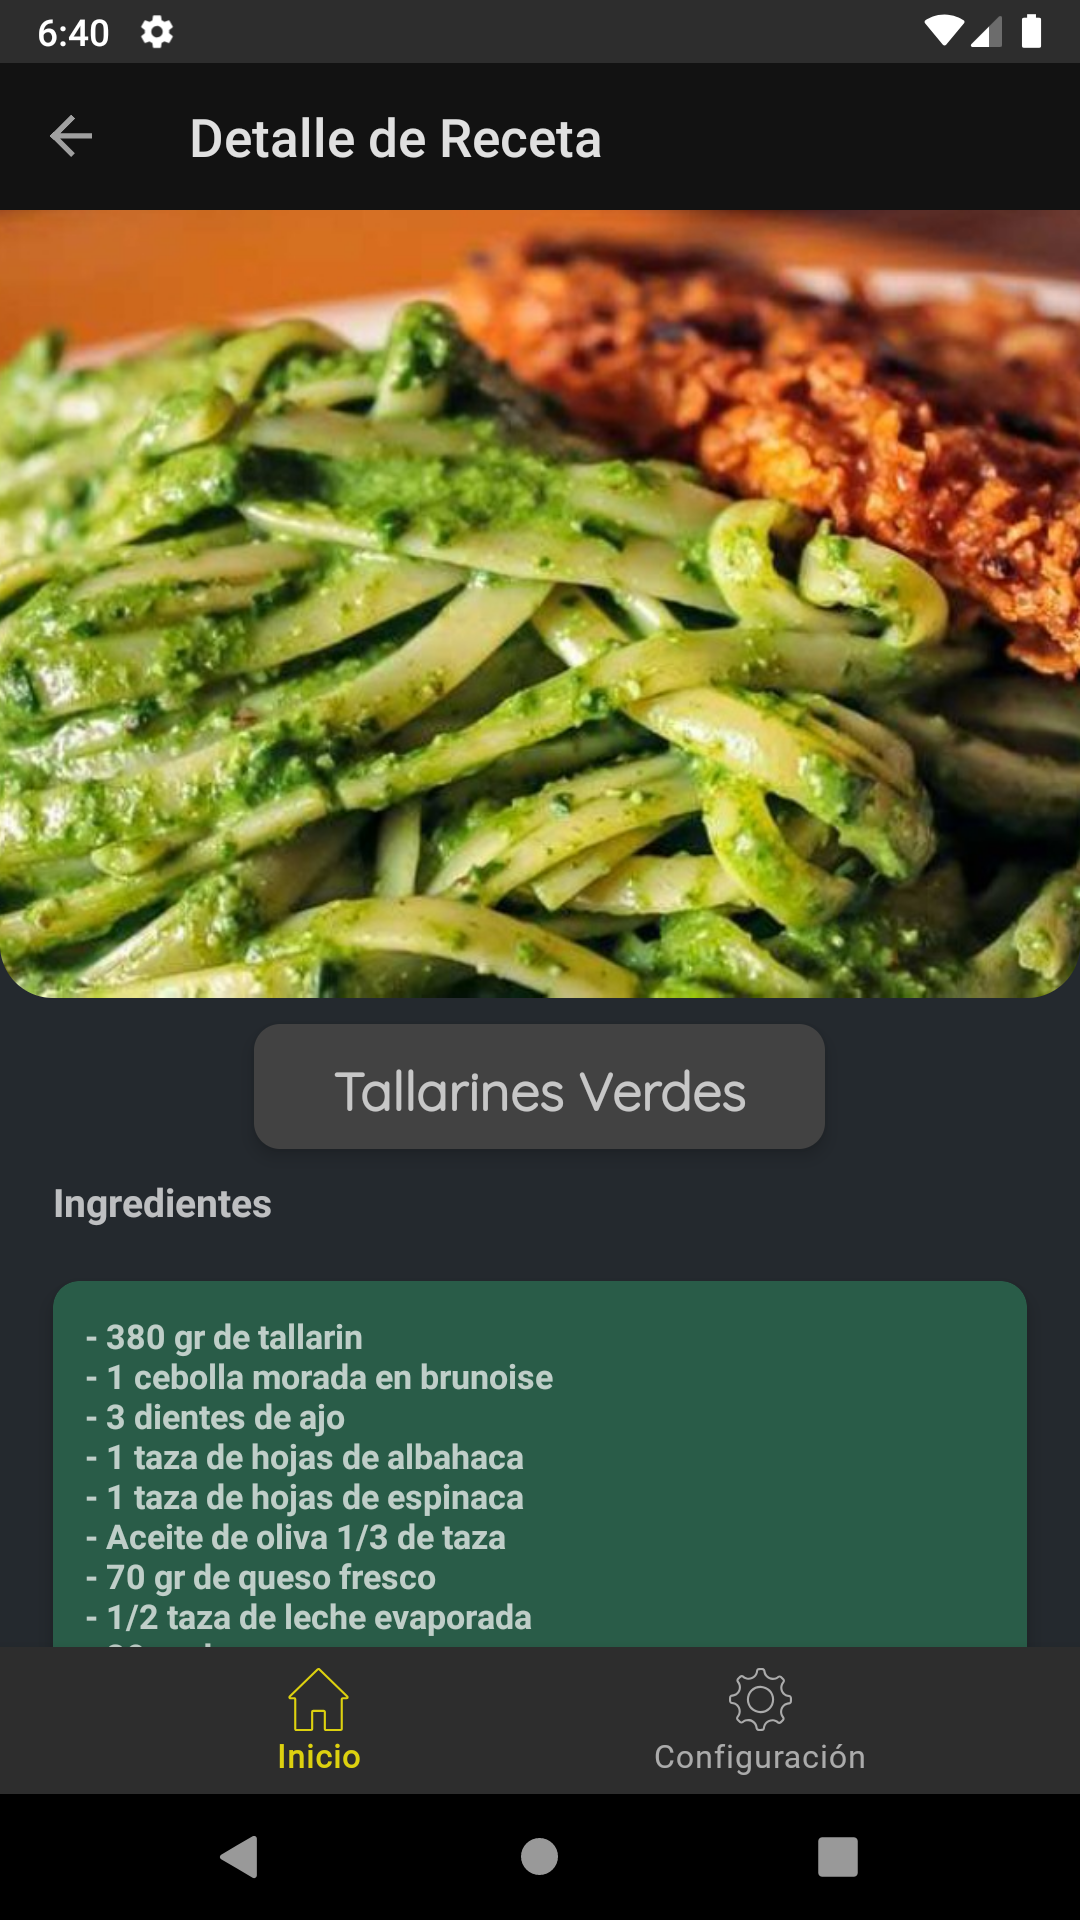 6:40
Detalle de Receta
Tallarines Verdes
Ingredientes
- 380 gr de tallarin
- 1 cebolla morada en brunoise
- 3 dientes de ajo
- 1 taza de hojas de albahaca
- 1 taza de hojas de espinaca
- Aceite de oliva 1/3 de taza
- 70 gr de queso fresco
- 1/2 taza de leche evaporada
Inicio
Configuración